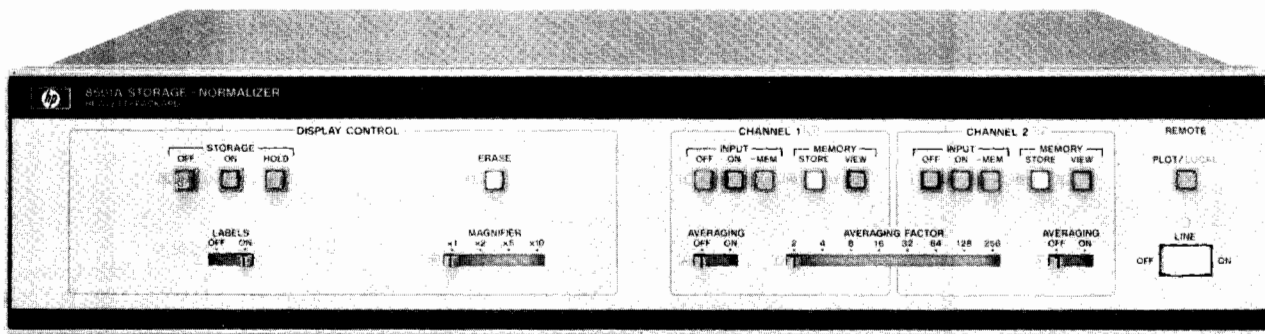 hp 8501A STORAGE - NORMALIZER
HEWLETT-PACKARD
DISPLAY CONTROL
STORAGE
OFF ON HOLD
ERASE
LABELS
OFF ON
MAGNIFIER
x1 x2 x5 x10
CHANNEL 1
INPUT
OFF ON -MEM
MEMORY
STORE VIEW
CHANNEL 2
INPUT
OFF ON -MEM
MEMORY
STORE VIEW
AVERAGING
OFF ON
AVERAGING FACTOR
2 4 8 16 32 64 128 256
AVERAGING
OFF ON
REMOTE
PLOT/LOCAL
LINE
OFF ON